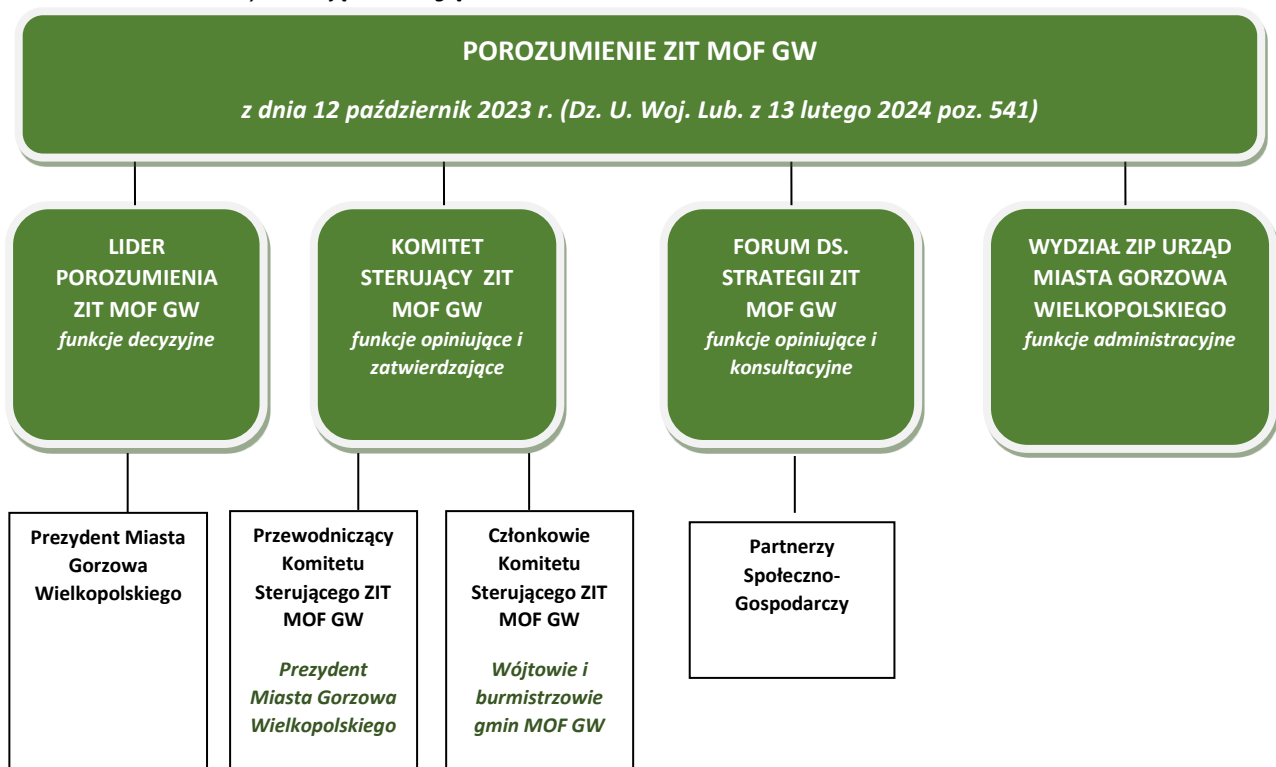 POROZUMIENIE ZIT MOF GW
z dnia 12 październik 2023 r. (Dz. U. Woj. Lub. z 13 lutego 2024 poz. 541)
LIDER
POROZUMIENIA
ZIT MOF GW
funkcje decyzyjne
KOMITET
STERUJĄCY ZIT
MOF GW
funkcje opiniujące i
zatwierdzające
FORUM DS.
STRATEGII ZIT
MOF GW
funkcje opiniujące i
konsultacyjne
WYDZIAŁ ZIP URZĄD
MIASTA GORZOWA
WIELKOPOLSKIEGO
funkcje administracyjne
Prezydent Miasta
Gorzowa
Wielkopolskiego
Przewodniczący
Komitetu
Sterującego ZIT
MOF GW
Prezydent
Miasta Gorzowa
Wielkopolskiego
Członkowie
Komitetu
Sterującego ZIT
MOF GW
Wójtowie i
burmistrzowie
gmin MOF GW
Partnerzy
Społeczno-
Gospodarczy